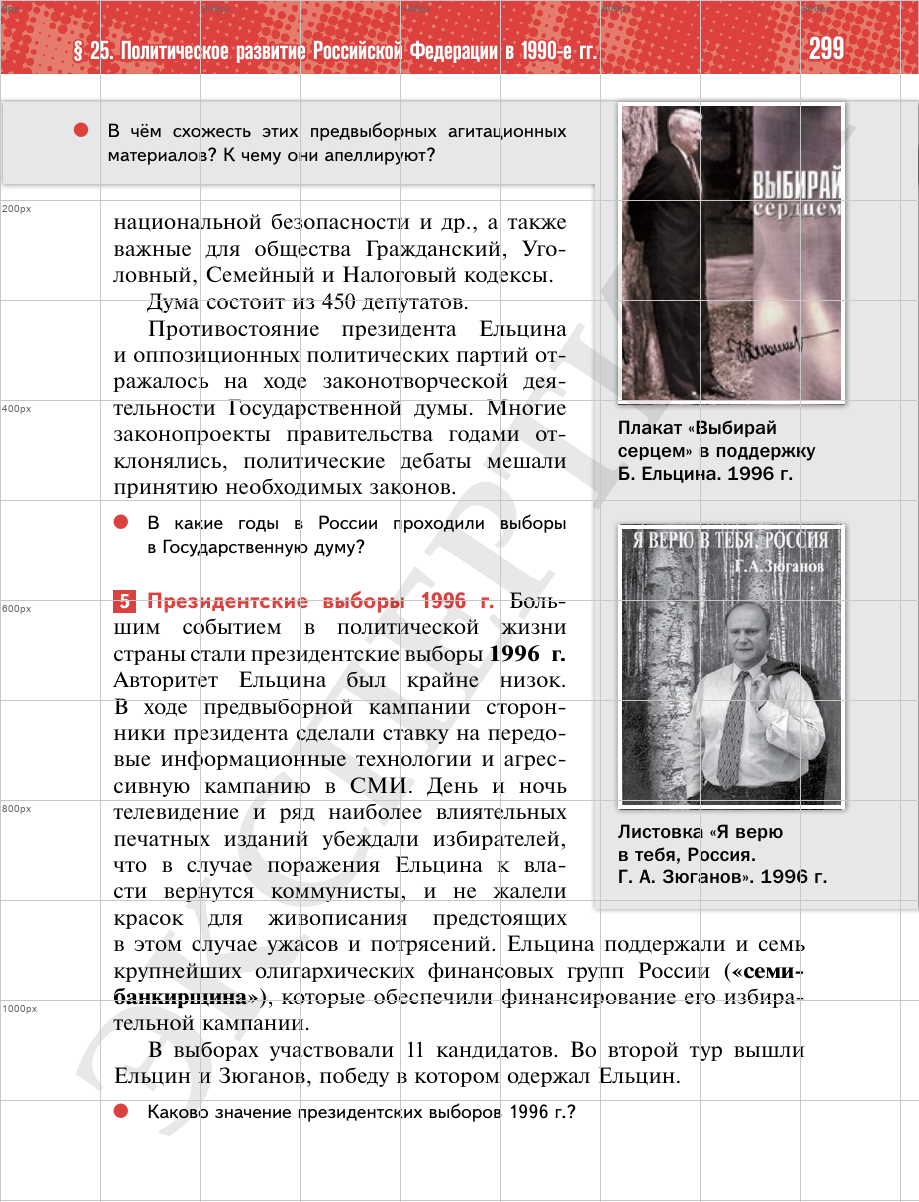 § 25. Политическое развитие Российской Федерации в 1990-е гг.
299
В чём схожесть этих предвыборных агитационных
материалов? К чему они апеллируют?
национальной безопасности и др., а также
важные для общества Гражданский, Уго-
ловный, Семейный и Налоговый кодексы.
Дума состоит из 450 депутатов.
Противостояние президента Ельцина
и оппозиционных политических партий от-
ражалось на ходе законотворческой дея-
тельности Государственной думы. Многие
законопроекты правительства годами от-
клонялись, политические дебаты мешали
принятию необходимых законов.
В какие годы в России проходили выборы
в Государственную думу?
5 Президентские выборы 1996 г. Боль-
шим событием в политической жизни
страны стали президентские выборы 1996 г.
Авторитет Ельцина был крайне низок.
В ходе предвыборной кампании сторон-
ники президента сделали ставку на передо-
вые информационные технологии и агрес-
сивную кампанию в СМИ. День и ночь
телевидение и ряд наиболее влиятельных
печатных изданий убеждали избирателей,
что в случае поражения Ельцина к вла-
сти вернутся коммунисты, и не жалели
красок для живописания предстоящих
в этом случае ужасов и потрясений. Ельцина поддержали и семь
крупнейших олигархических финансовых групп России («семи-
банкирщина»), которые обеспечили финансирование его избира-
тельной кампании.
В выборах участвовали 11 кандидатов. Во второй тур вышли
Ельцин и Зюганов, победу в котором одержал Ельцин.
Каково значение президентских выборов 1996 г.?
ВЫБИРАЙ
сердцем
Плакат «Выбирай
серцем» в поддержку
Б. Ельцина. 1996 г.
Я ВЕРЮ В ТЕБЯ, РОССИЯ
Г.А.Зюганов
Листовка «Я верю
в тебя, Россия.
Г. А. Зюганов». 1996 г.
200px
400px
600px
800px
1000px